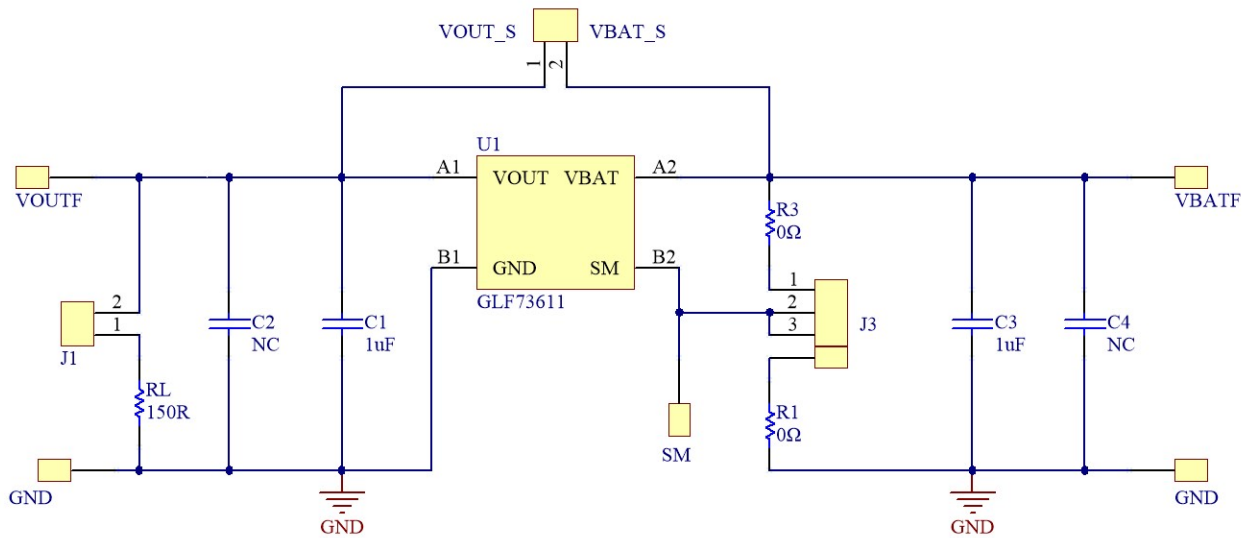 VOUT_S
VBAT_S
1
2
U1
A1
VOUT
VBAT
A2
VOUTF
VBATF
R3
0Ω
B1
GND
SM
B2
GLF73611
1
2
3
J3
2
1
J1
C2
NC
C1
1uF
C3
1uF
C4
NC
RL
150R
R1
0Ω
SM
GND
GND
GND
GND